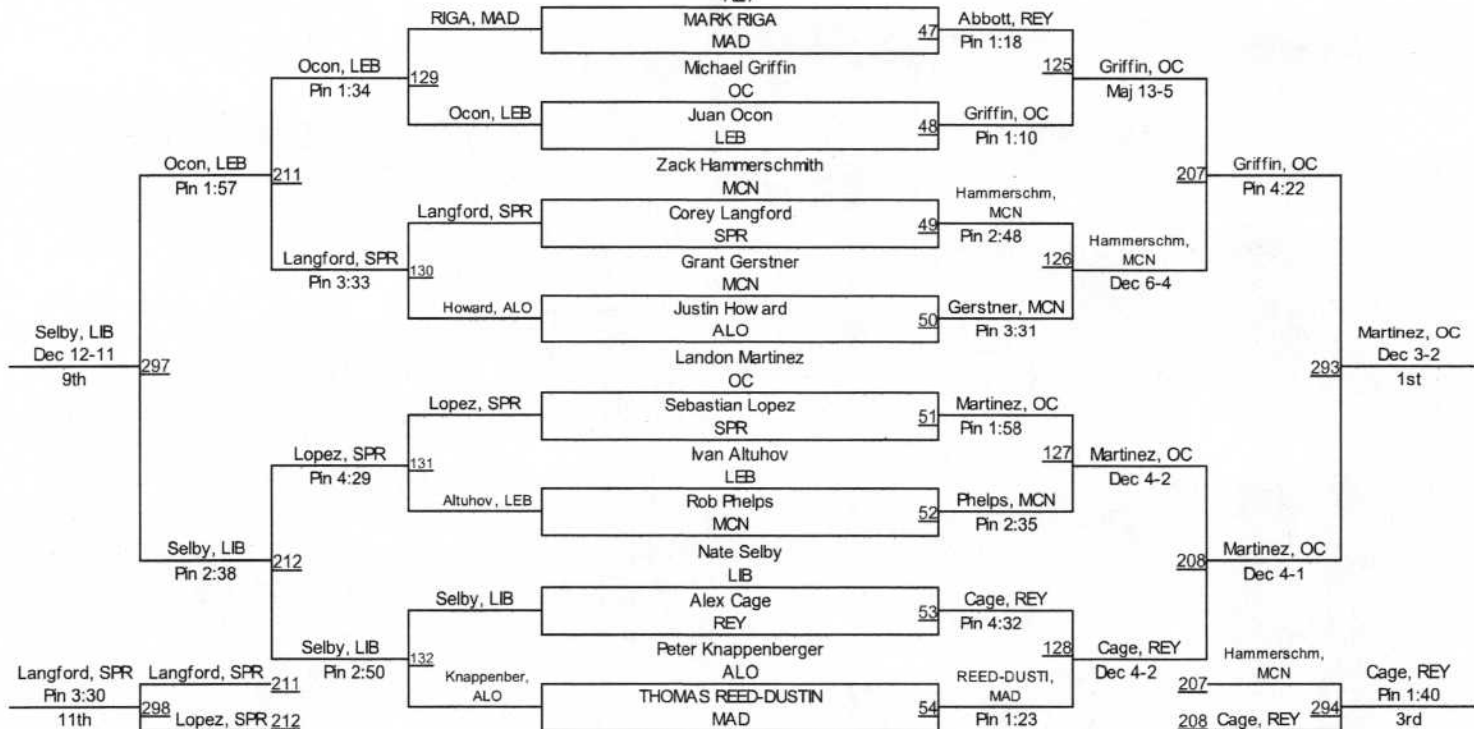 RIGA, MAD
MARK RIGA
MAD
47
Abbott, REY
Pin 1:18
Ocon, LEB
Pin 1:34
129
Michael Griffin
OC
125
Griffin, OC
Maj 13-5
Ocon, LEB
Juan Ocon
LEB
48
Griffin, OC
Pin 1:10
Ocon, LEB
Pin 1:57
211
Zack Hammerschmith
MCN
207
Griffin, OC
Pin 4:22
Langford, SPR
Corey Langford
SPR
49
Hammerschm,
MCN
Pin 2:48
Langford, SPR
Pin 3:33
130
Grant Gerstner
MCN
126
Hammerschm,
MCN
Dec 6-4
Howard, ALO
Justin Howard
ALO
50
Gerstner, MCN
Pin 3:31
Selby, LIB
Dec 12-11
9th
297
Landon Martinez
OC
293
Martinez, OC
Dec 3-2
1st
Lopez, SPR
Sebastian Lopez
SPR
51
Martinez, OC
Pin 1:58
Lopez, SPR
Pin 4:29
131
Ivan Altuhov
LEB
127
Martinez, OC
Dec 4-2
Altuhov, LEB
Rob Phelps
MCN
52
Phelps, MCN
Pin 2:35
Selby, LIB
Pin 2:38
212
Nate Selby
LIB
208
Martinez, OC
Dec 4-1
Selby, LIB
Alex Cage
REY
53
Cage, REY
Pin 4:32
Selby, LIB
Pin 2:50
132
Peter Knappenberger
ALO
128
Cage, REY
Dec 4-2
Knappenber,
ALO
THOMAS REED-DUSTIN
MAD
54
REED-DUSTI,
MAD
Pin 1:23
Langford, SPR
Pin 3:30
11th
298
Langford, SPR
211
Lopez, SPR
212
Hammerschm,
MCN
207
208
Cage, REY
294
Cage, REY
Pin 1:40
3rd